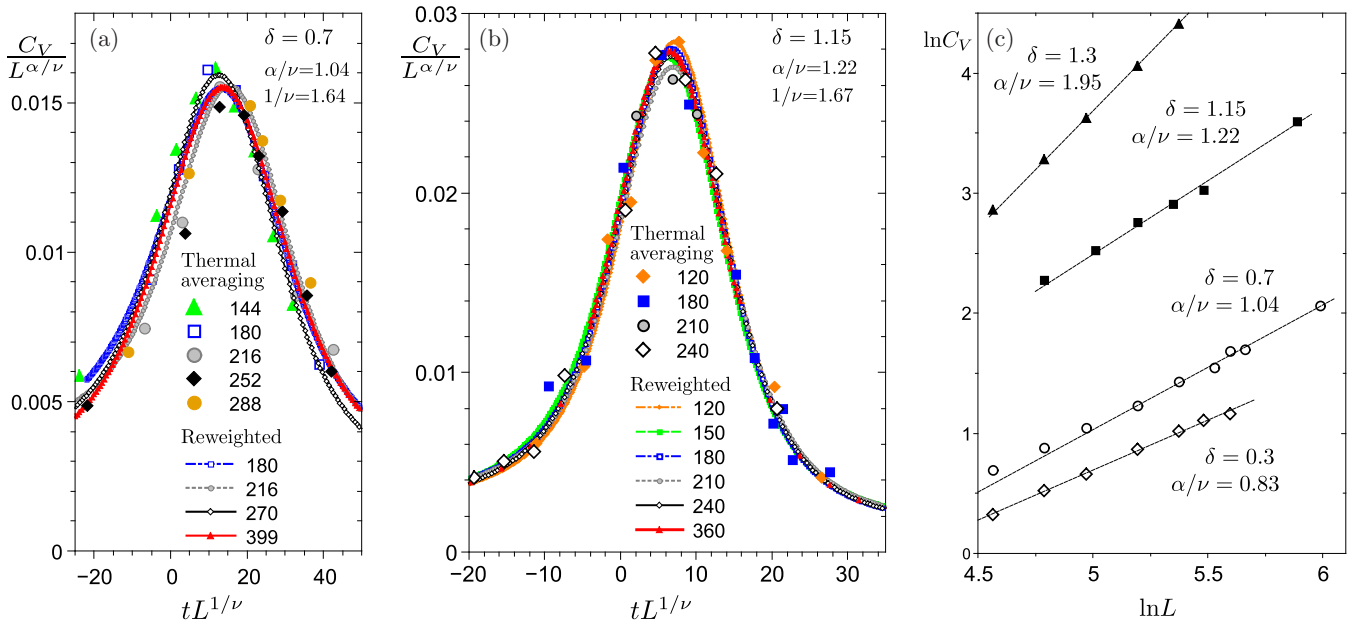 (a)
C_V / L^{α/ν}
δ = 0.7
α/ν=1.04
1/ν=1.64
0.015
0.01
0.005
0
Thermal
averaging
144
180
216
252
288
Reweighted
180
216
270
399
−20 0 20 40
tL^{1/ν}
(b)
C_V / L^{α/ν}
δ = 1.15
α/ν=1.22
1/ν=1.67
0.03
0.02
0.01
0
Thermal
averaging
120
180
210
240
Reweighted
120
150
180
210
240
360
−20 −10 0 10 20 30
tL^{1/ν}
lnC_V
(c)
4
3
2
1
0
δ = 1.3
α/ν = 1.95
δ = 1.15
α/ν = 1.22
δ = 0.7
α/ν = 1.04
δ = 0.3
α/ν = 0.83
4.5 5 5.5 6
lnL